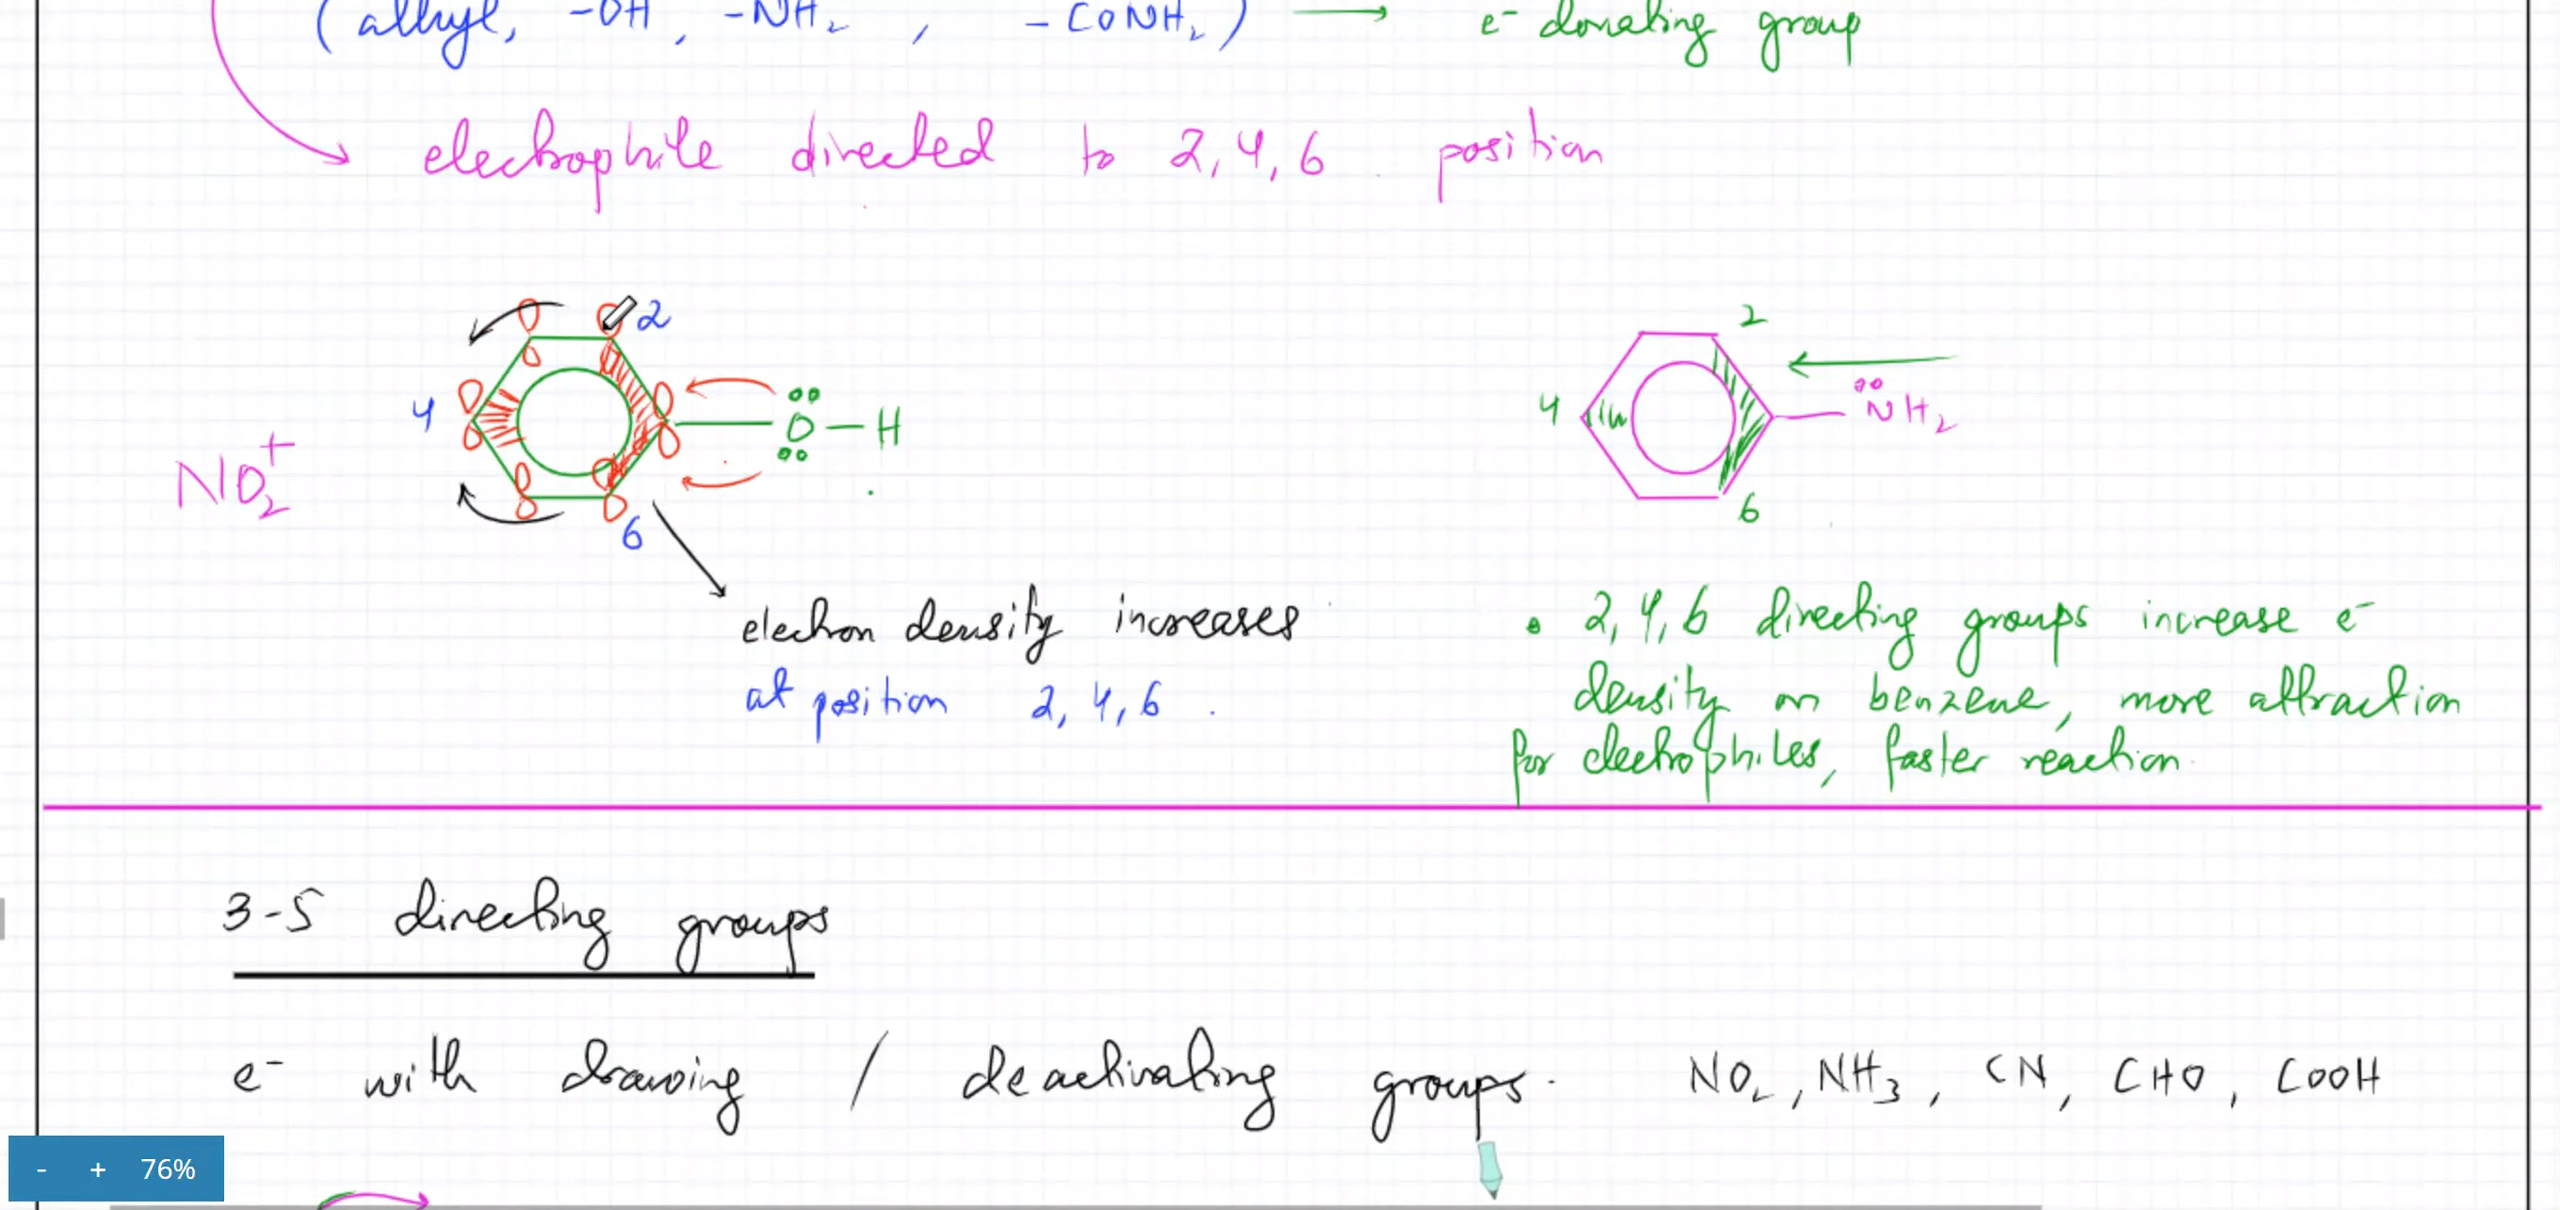 (alkyl, -OH, -NH2, -CONH2) → e- donating group
electrophile directed to 2,4,6 position
2
4
6
NO2+
O-H
2
4
6
NH2
electron density increases
at position 2,4,6.
• 2,4,6 directing groups increase e-
density on benzene, more attraction
for electrophiles, faster reaction.
3-5 directing groups
e- with drawing / deactivating groups. NO2, NH3, CN, CHO, COOH
- + 76%